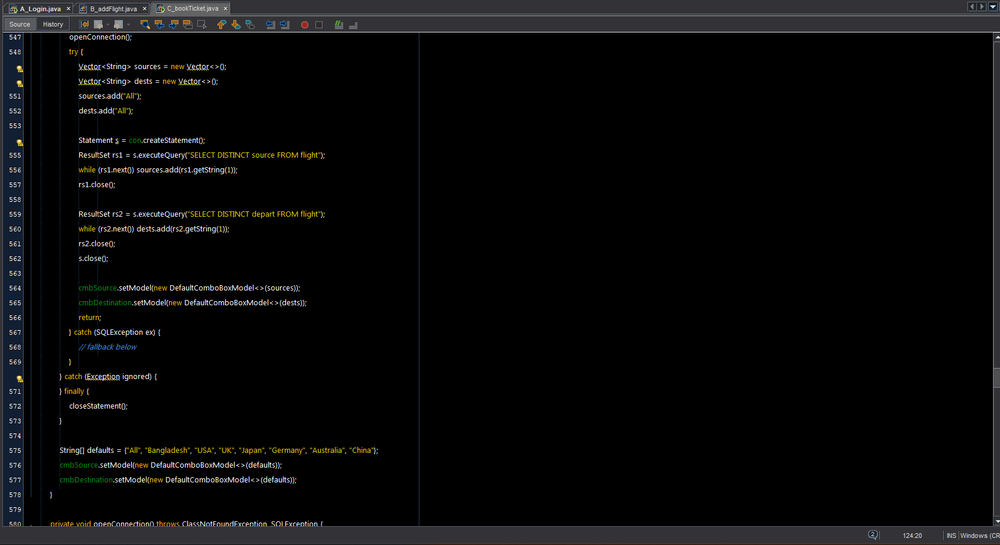 A_Login.java × B_addFlight.java × C_bookTicket.java ×
Source History
547 openConnection();
548 try {
Vector<String> sources = new Vector<>();
Vector<String> dests = new Vector<>();
551 sources.add("All");
552 dests.add("All");
553
Statement s = con.createStatement();
555 ResultSet rs1 = s.executeQuery("SELECT DISTINCT source FROM flight");
556 while (rs1.next()) sources.add(rs1.getString(1));
557 rs1.close();
558
559 ResultSet rs2 = s.executeQuery("SELECT DISTINCT depart FROM flight");
560 while (rs2.next()) dests.add(rs2.getString(1));
561 rs2.close();
562 s.close();
563
564 cmbSource.setModel(new DefaultComboBoxModel<>(sources));
565 cmbDestination.setModel(new DefaultComboBoxModel<>(dests));
566 return;
567 } catch (SQLException ex) {
568 // fallback below
569 }
} catch (Exception ignored) {
571 } finally {
572 closeStatement();
573 }
574
575 String[] defaults = {"All", "Bangladesh", "USA", "UK", "Japan", "Germany", "Australia", "China"};
576 cmbSource.setModel(new DefaultComboBoxModel<>(defaults));
577 cmbDestination.setModel(new DefaultComboBoxModel<>(defaults));
578 }
579
580 private void openConnection() throws ClassNotFoundException, SQLException {
2 124:20 INS Windows (CR